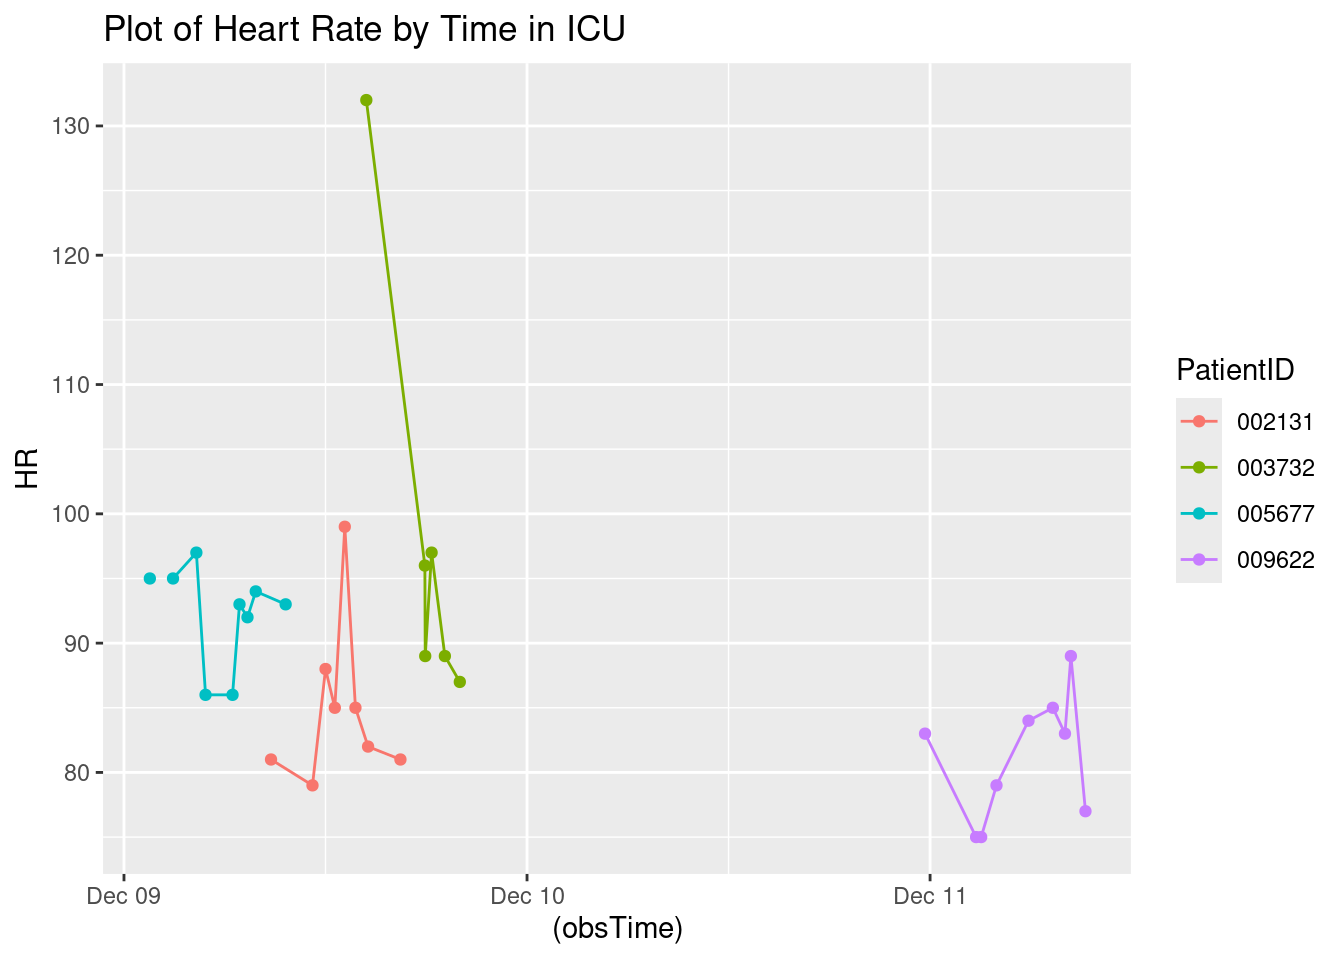 Plot of Heart Rate by Time in ICU
130
120
110
100
90
80
HR
Dec 09
Dec 10
Dec 11
(obsTime)
PatientID
002131
003732
005677
009622